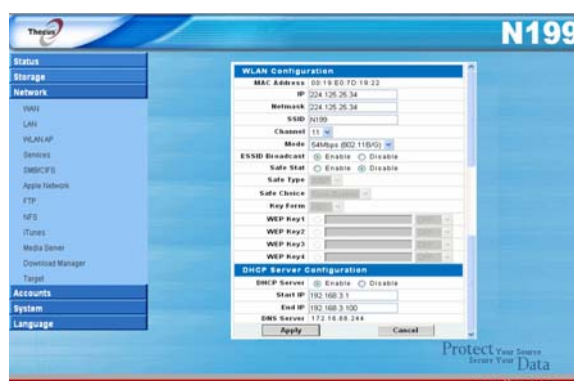 Thecus
N199
Status
Storage
Network
WAN
LAN
WLAN AP
Services
SMB/CIFS
Apple Network
FTP
NFS
iTunes
Media Server
Download Manager
Target
Accounts
System
Language
WLAN Configuration
MAC Address 00:19:E0:7D:19:22
IP 224.125.25.34
Netmask 224.125.25.34
SSID N199
Channel 11
Mode 54Mbps (802.11B/G)
ESSID Broadcast Enable Disable
Safe Stat Enable Disable
Safe Type
Safe Choice
Key Form
WEP Key1
WEP Key2
WEP Key3
WEP Key4
DHCP Server Configuration
DHCP Server Enable Disable
Start IP 192.168.3.1
End IP 192.168.3.100
DNS Server 172.16.66.244
Apply Cancel
Protect Your Source
Secure Your Data